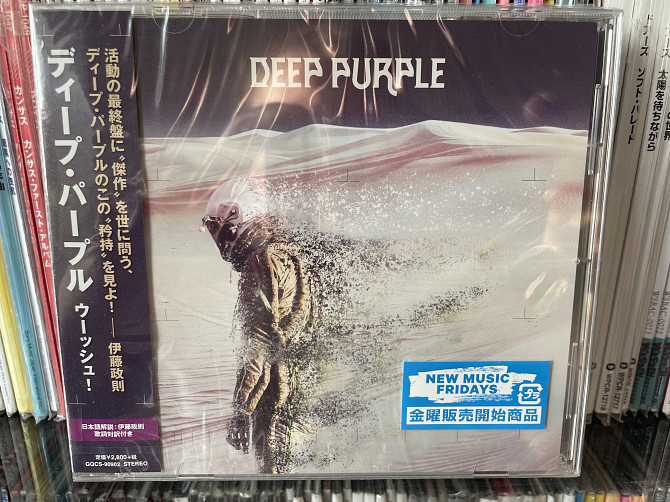 DEEP PURPLE
活動の最終盤に"傑作"を世に問う、
ディープ・パープルのこの"矜持"を見よ！── 伊藤政則
ディープ・パープル ウーッシュ！
日本語解説：伊藤政則
歌詞対訳付き
定価¥2,800+税
GQCS-90902 STEREO
NEW MUSIC
FRIDAYS
金曜販売開始商品
カンサス カンサス・ファースト・アルバム
ドアーズ ソフト・パレード
太陽を待ちながら